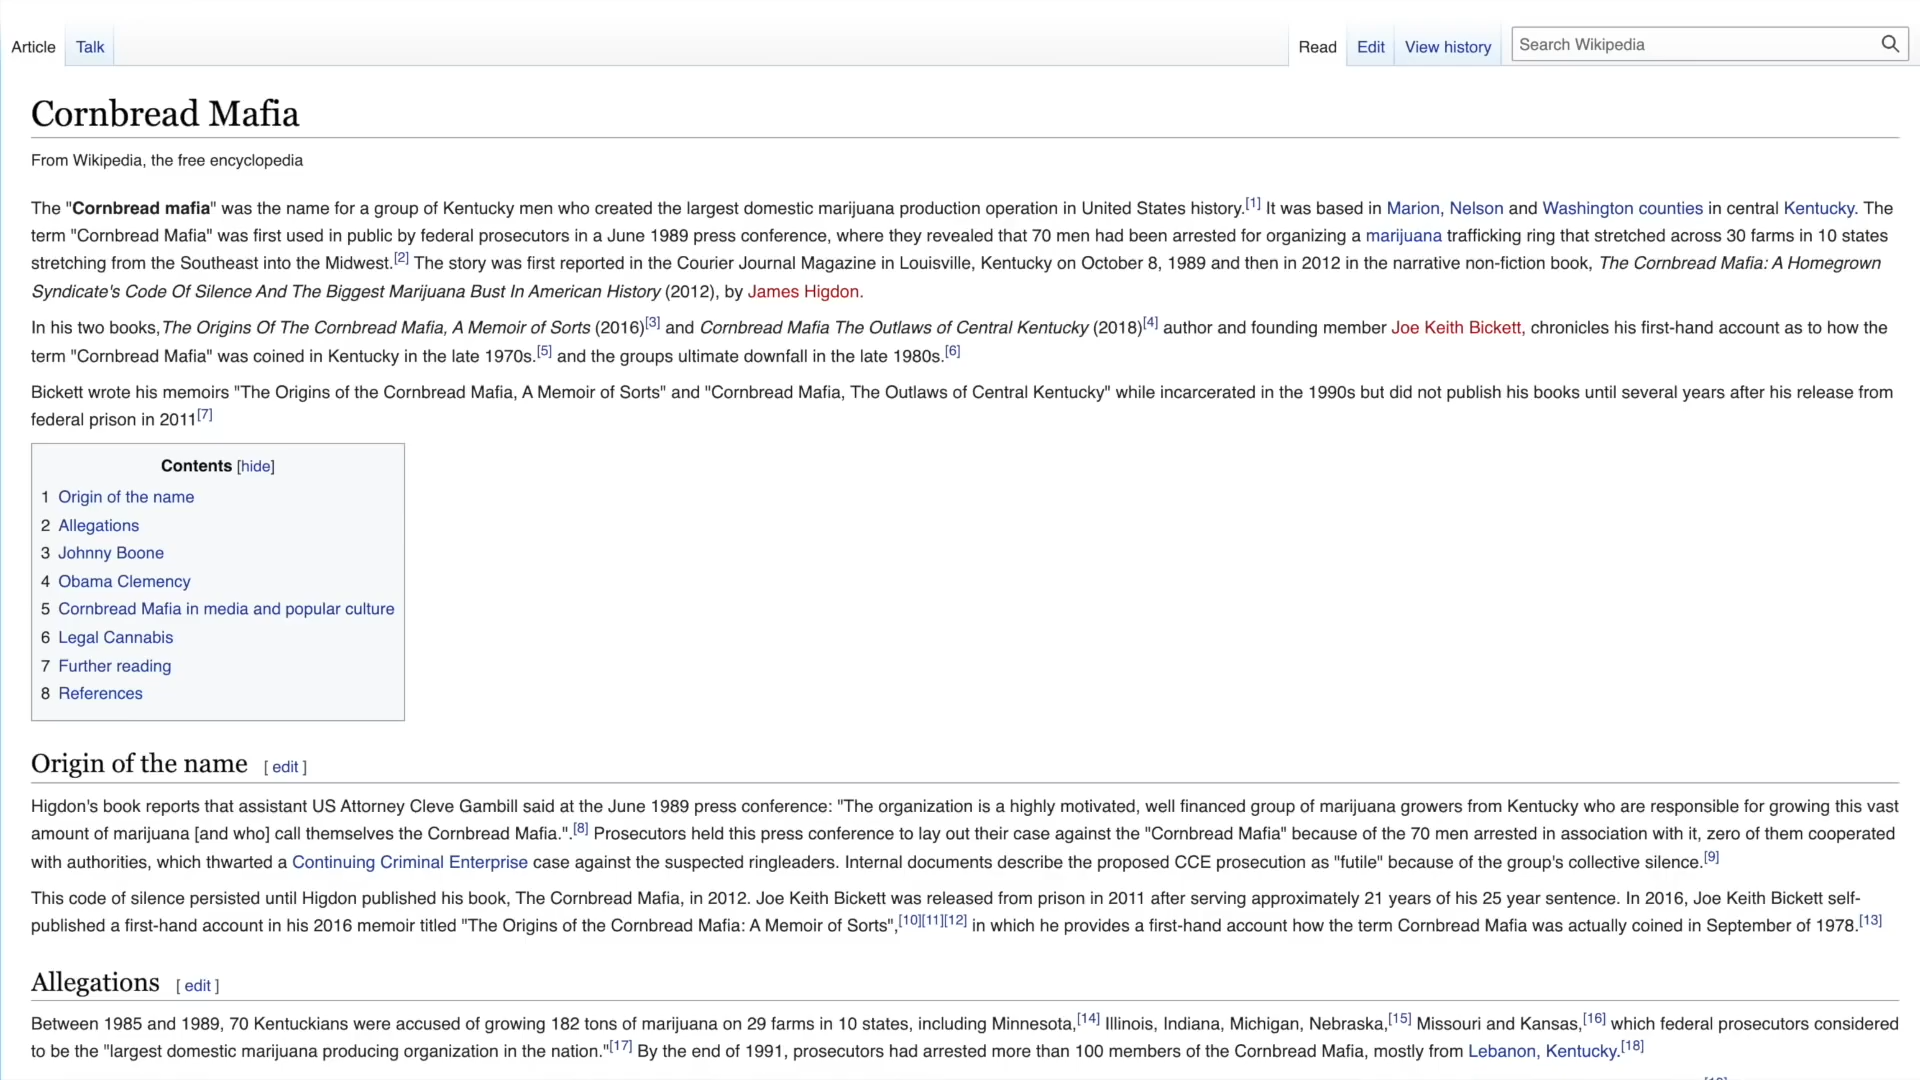 Article Talk Read Edit View history Search Wikipedia
Cornbread Mafia
From Wikipedia, the free encyclopedia
The "Cornbread mafia" was the name for a group of Kentucky men who created the largest domestic marijuana production operation in United States history.[1] It was based in Marion, Nelson and Washington counties in central Kentucky. The
term "Cornbread Mafia" was first used in public by federal prosecutors in a June 1989 press conference, where they revealed that 70 men had been arrested for organizing a marijuana trafficking ring that stretched across 30 farms in 10 states
stretching from the Southeast into the Midwest.[2] The story was first reported in the Courier Journal Magazine in Louisville, Kentucky on October 8, 1989 and then in 2012 in the narrative non-fiction book, The Cornbread Mafia: A Homegrown
Syndicate's Code Of Silence And The Biggest Marijuana Bust In American History (2012), by James Higdon.
In his two books,The Origins Of The Cornbread Mafia, A Memoir of Sorts (2016)[3] and Cornbread Mafia The Outlaws of Central Kentucky (2018)[4] author and founding member Joe Keith Bickett, chronicles his first-hand account as to how the
term "Cornbread Mafia" was coined in Kentucky in the late 1970s.[5] and the groups ultimate downfall in the late 1980s.[6]
Bickett wrote his memoirs "The Origins of the Cornbread Mafia, A Memoir of Sorts" and "Cornbread Mafia, The Outlaws of Central Kentucky" while incarcerated in the 1990s but did not publish his books until several years after his release from
federal prison in 2011[7]
Contents [hide]
1 Origin of the name
2 Allegations
3 Johnny Boone
4 Obama Clemency
5 Cornbread Mafia in media and popular culture
6 Legal Cannabis
7 Further reading
8 References
Origin of the name [ edit ]
Higdon's book reports that assistant US Attorney Cleve Gambill said at the June 1989 press conference: "The organization is a highly motivated, well financed group of marijuana growers from Kentucky who are responsible for growing this vast
amount of marijuana [and who] call themselves the Cornbread Mafia.".[8] Prosecutors held this press conference to lay out their case against the "Cornbread Mafia" because of the 70 men arrested in association with it, zero of them cooperated
with authorities, which thwarted a Continuing Criminal Enterprise case against the suspected ringleaders. Internal documents describe the proposed CCE prosecution as "futile" because of the group's collective silence.[9]
This code of silence persisted until Higdon published his book, The Cornbread Mafia, in 2012. Joe Keith Bickett was released from prison in 2011 after serving approximately 21 years of his 25 year sentence. In 2016, Joe Keith Bickett self-
published a first-hand account in his 2016 memoir titled "The Origins of the Cornbread Mafia: A Memoir of Sorts",[10][11][12] in which he provides a first-hand account how the term Cornbread Mafia was actually coined in September of 1978.[13]
Allegations [ edit ]
Between 1985 and 1989, 70 Kentuckians were accused of growing 182 tons of marijuana on 29 farms in 10 states, including Minnesota,[14] Illinois, Indiana, Michigan, Nebraska,[15] Missouri and Kansas,[16] which federal prosecutors considered
to be the "largest domestic marijuana producing organization in the nation."[17] By the end of 1991, prosecutors had arrested more than 100 members of the Cornbread Mafia, mostly from Lebanon, Kentucky.[18]